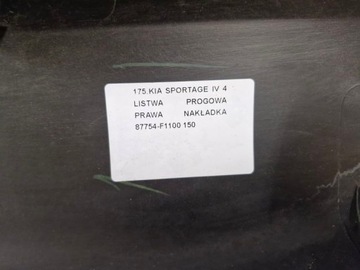 175.KIA SPORTAGE IV 4
LISTWA PROGOWA
PRAWA NAKŁADKA
87754-F1100 150